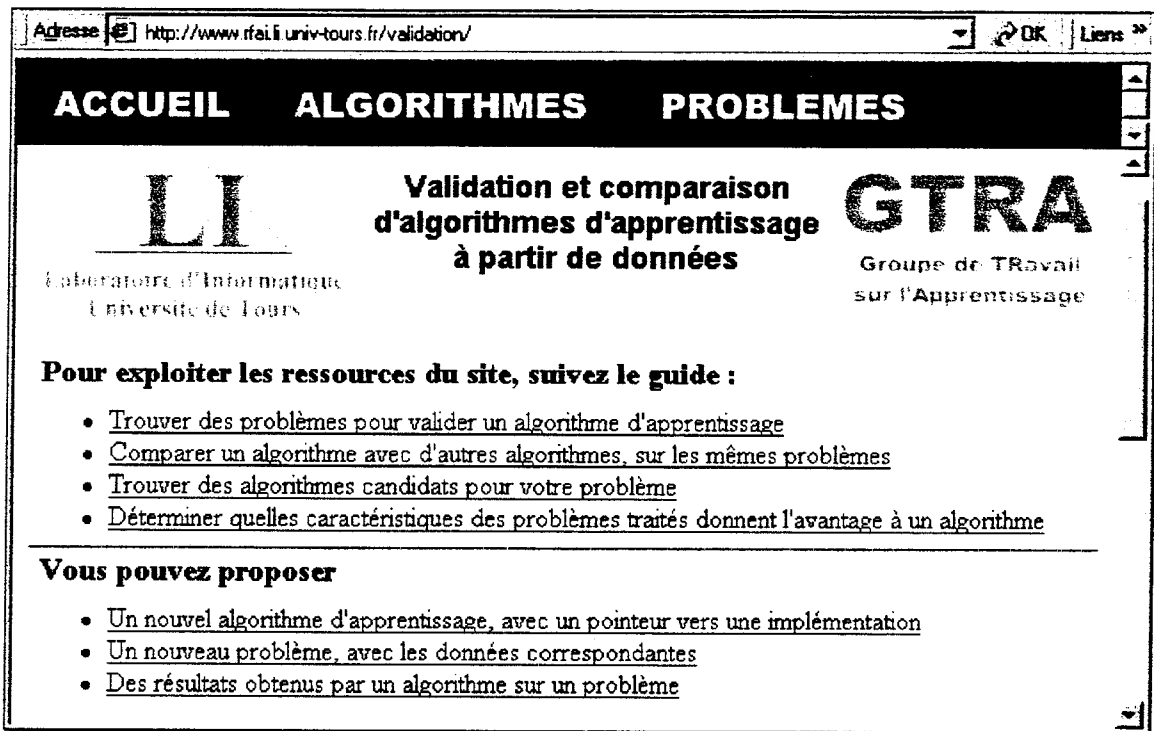 Adresse http://www.rfai.li.univ-tours.fr/validation/ OK Liens »
ACCUEIL ALGORITHMES PROBLEMES
LI
Laboratoire d'Informatique
Université de Tours
Validation et comparaison
d'algorithmes d'apprentissage
à partir de données
GTRA
Groupe de TRavail
sur l'Apprentissage
Pour exploiter les ressources du site, suivez le guide :
• Trouver des problèmes pour valider un algorithme d'apprentissage
• Comparer un algorithme avec d'autres algorithmes, sur les mêmes problèmes
• Trouver des algorithmes candidats pour votre problème
• Déterminer quelles caractéristiques des problèmes traités donnent l'avantage à un algorithme
Vous pouvez proposer
• Un nouvel algorithme d'apprentissage, avec un pointeur vers une implémentation
• Un nouveau problème, avec les données correspondantes
• Des résultats obtenus par un algorithme sur un problème